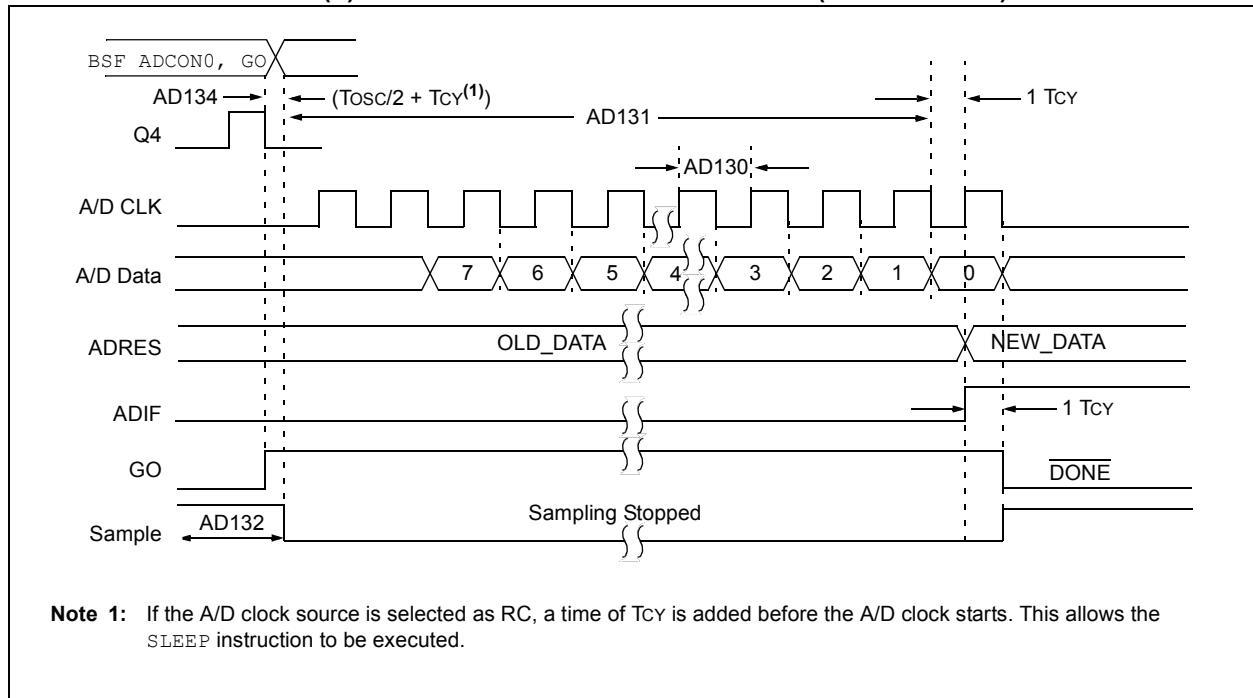 BSF ADCON0, GO
AD134
(TOSC/2 + TCY(1))
1 TCY
AD131
Q4
AD130
A/D CLK
A/D Data
7
6
5
4
3
2
1
0
ADRES
OLD_DATA
NEW_DATA
ADIF
1 TCY
GO
DONE
Sample
AD132
Sampling Stopped
Note 1: If the A/D clock source is selected as RC, a time of TCY is added before the A/D clock starts. This allows the
SLEEP instruction to be executed.